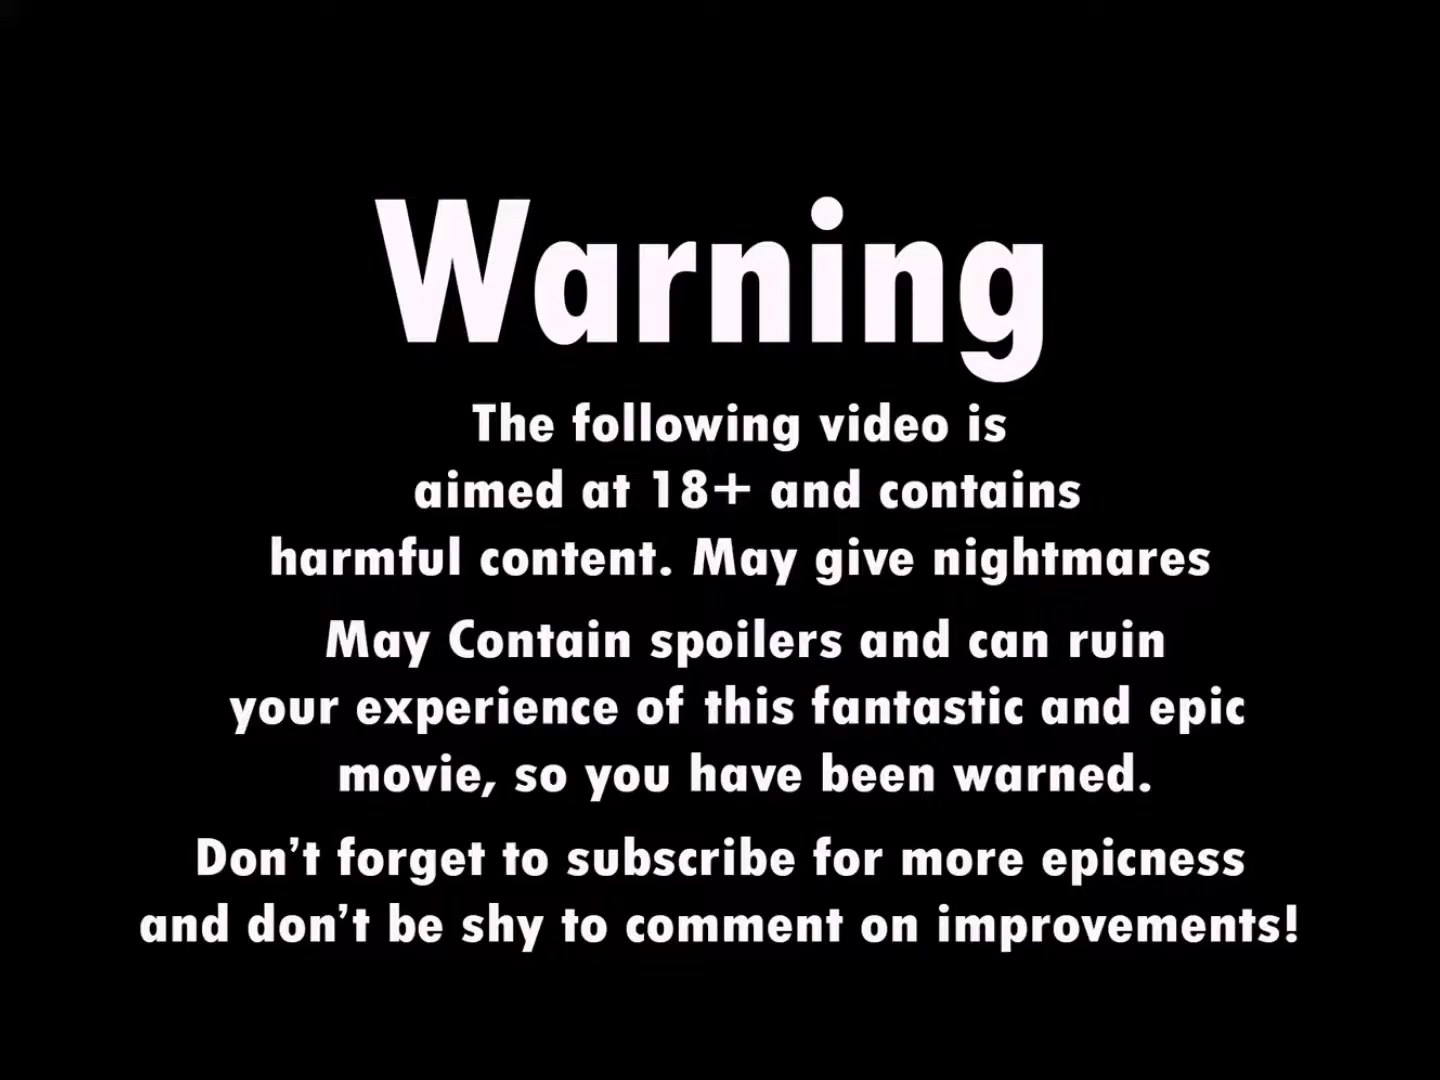 Warning
The following video is
aimed at 18+ and contains
harmful content. May give nightmares
May Contain spoilers and can ruin
your experience of this fantastic and epic
movie, so you have been warned.
Don’t forget to subscribe for more epicness
and don’t be shy to comment on improvements!